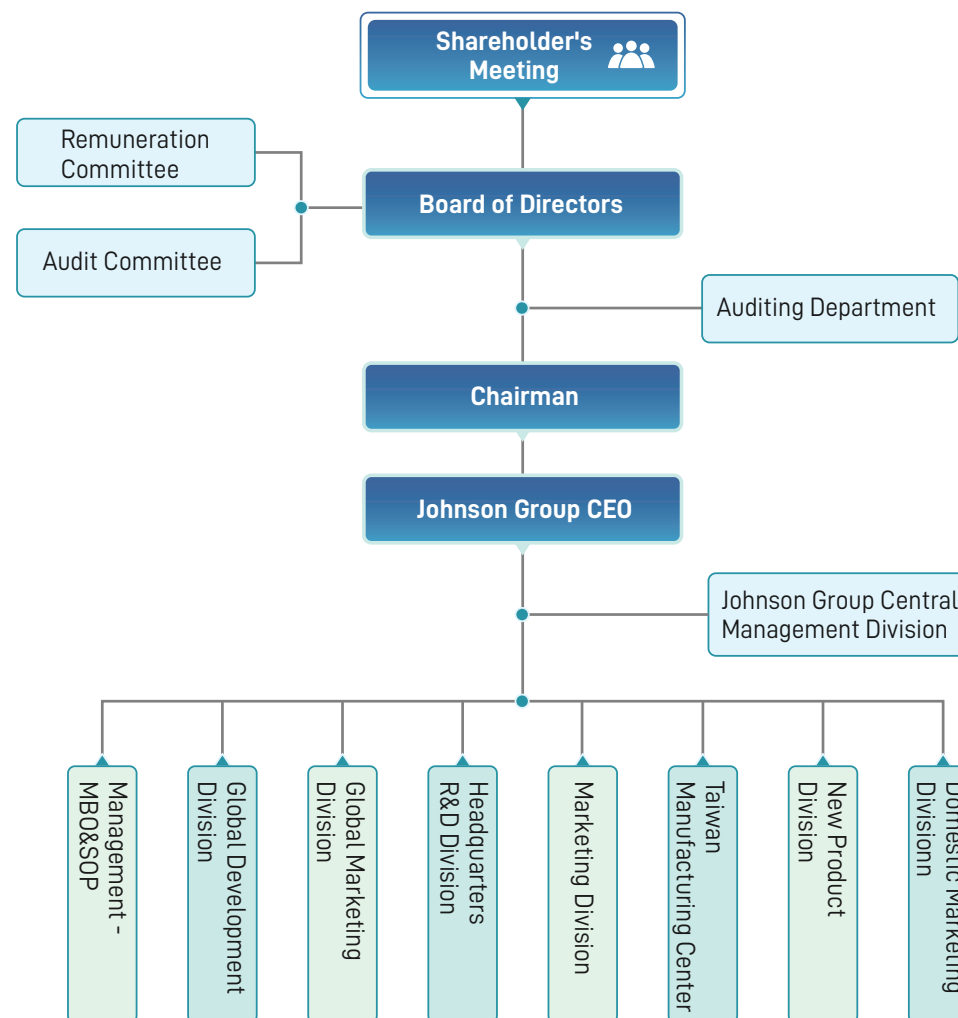 Shareholder's
Meeting
Remuneration
Committee
Board of Directors
Audit Committee
Auditing Department
Chairman
Johnson Group CEO
Johnson Group Central
Management Division
Management -
MBO&SOP
Global Development
Division
Global Marketing
Division
Headquarters
R&D Division
Marketing Division
Taiwan
Manufacturing Center
New Product
Division
Domestic Marketing
Divisionn